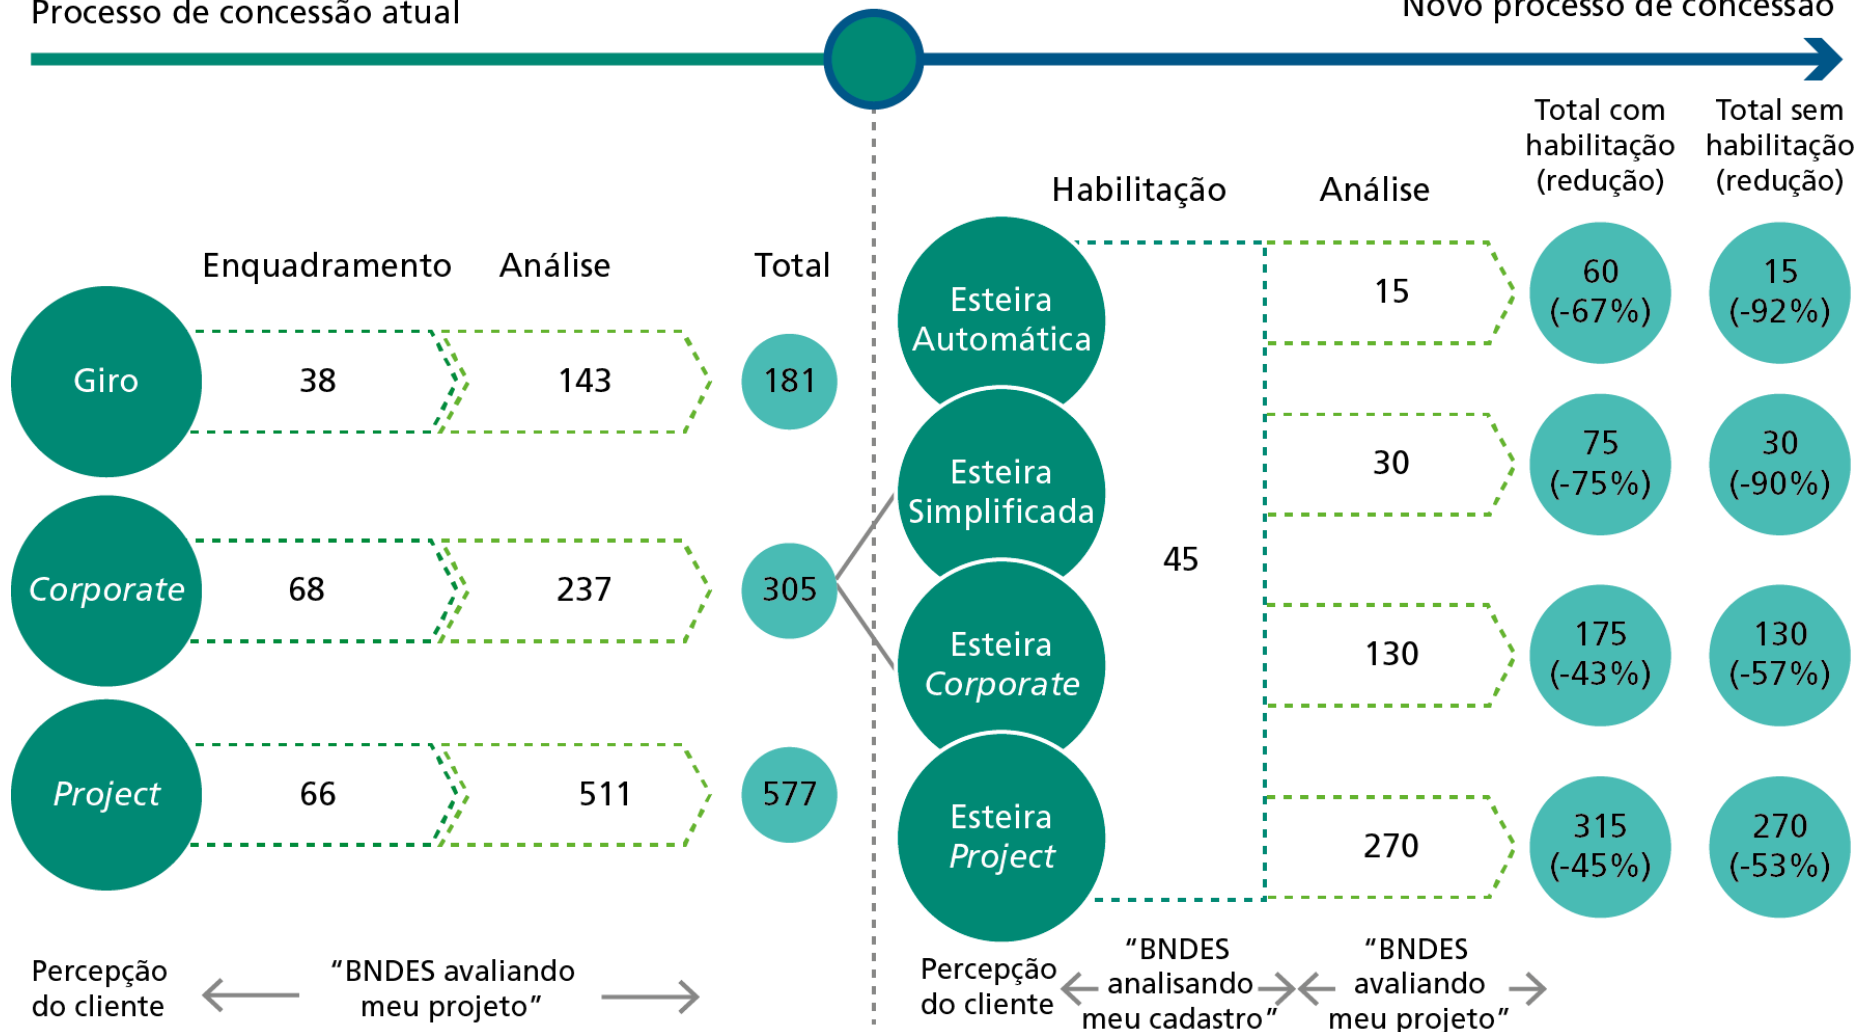 Processo de concessão atual
Novo processo de concessão
Enquadramento
Análise
Total
Giro
38
143
181
Corporate
68
237
305
Project
66
511
577
Percepção
do cliente
“BNDES avaliando
meu projeto”
Habilitação
Análise
Total com
habilitação
(redução)
Total sem
habilitação
(redução)
Esteira
Automática
Esteira
Simplificada
Esteira
Corporate
Esteira
Project
45
15
60
(-67%)
15
(-92%)
30
75
(-75%)
30
(-90%)
130
175
(-43%)
130
(-57%)
270
315
(-45%)
270
(-53%)
Percepção
do cliente
“BNDES
analisando
meu cadastro”
“BNDES
avaliando
meu projeto”